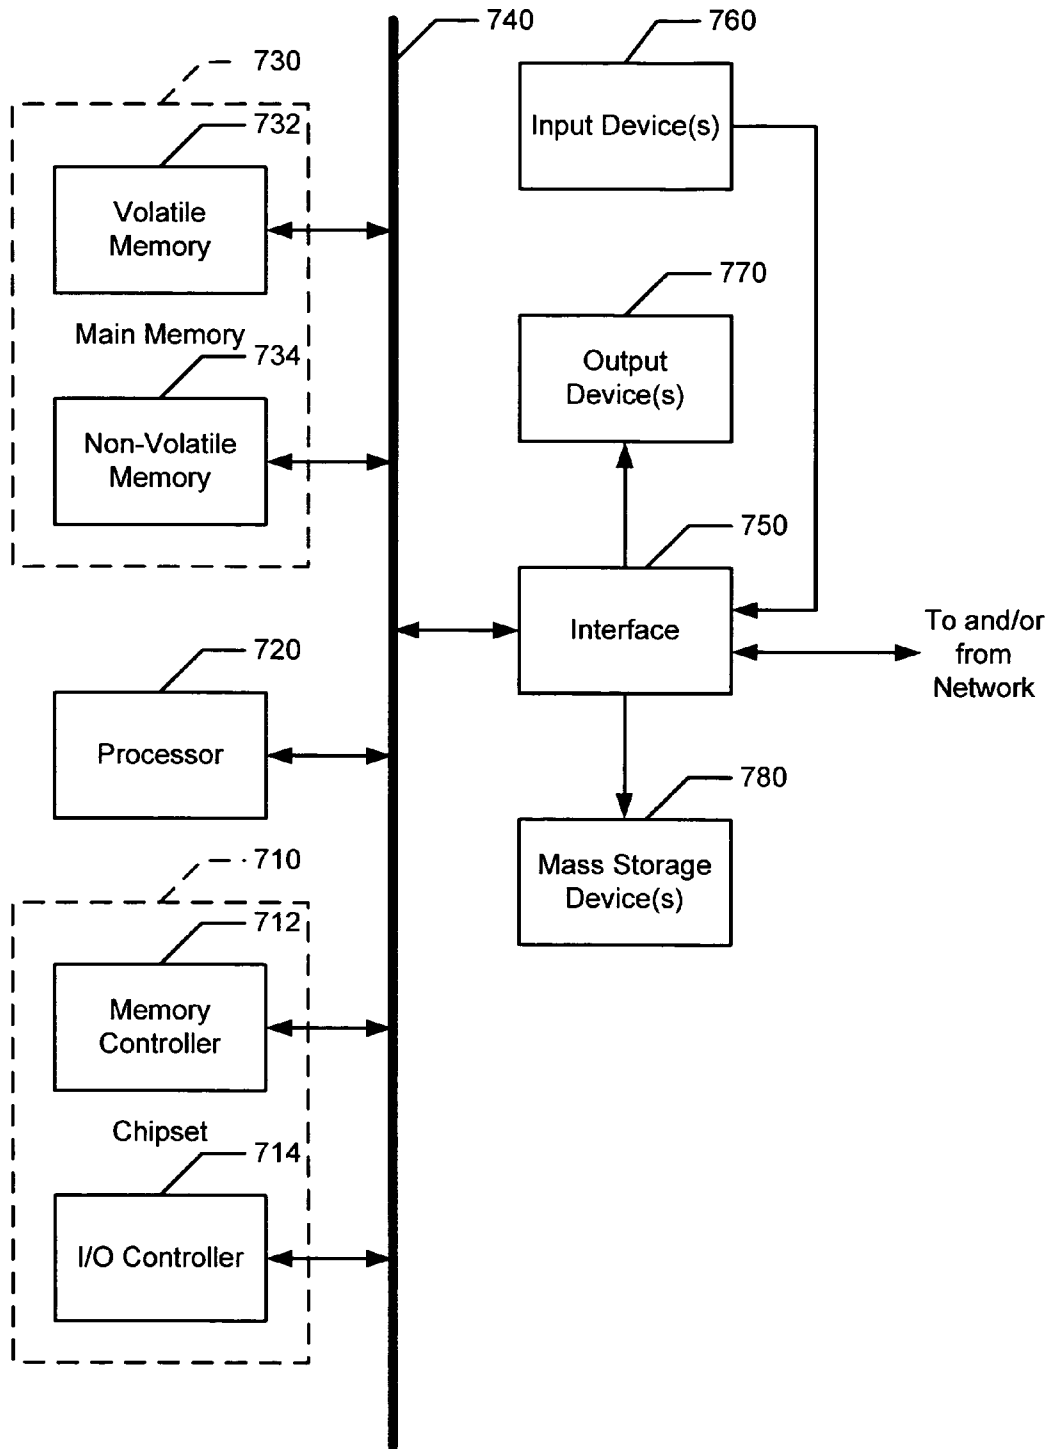 740
760
730
Input Device(s)
732
Volatile
Memory
770
Main Memory
734
Output
Device(s)
Non-Volatile
Memory
750
Interface
To and/or
from
Network
720
Processor
780
Mass Storage
Device(s)
710
712
Memory
Controller
Chipset
714
I/O Controller